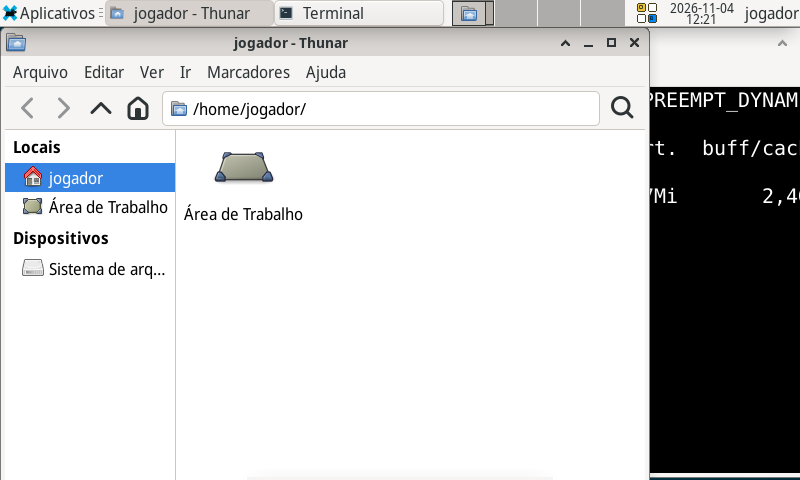 Aplicativos
jogador - Thunar
Terminal
2026-11-04
12:21
jogador
jogador - Thunar
Arquivo Editar Ver Ir Marcadores Ajuda
/home/jogador/
Locais
jogador
Área de Trabalho
Dispositivos
Sistema de arq...
Área de Trabalho
PREEMPT_DYNAM
rt. buff/cac
Mi 2,4